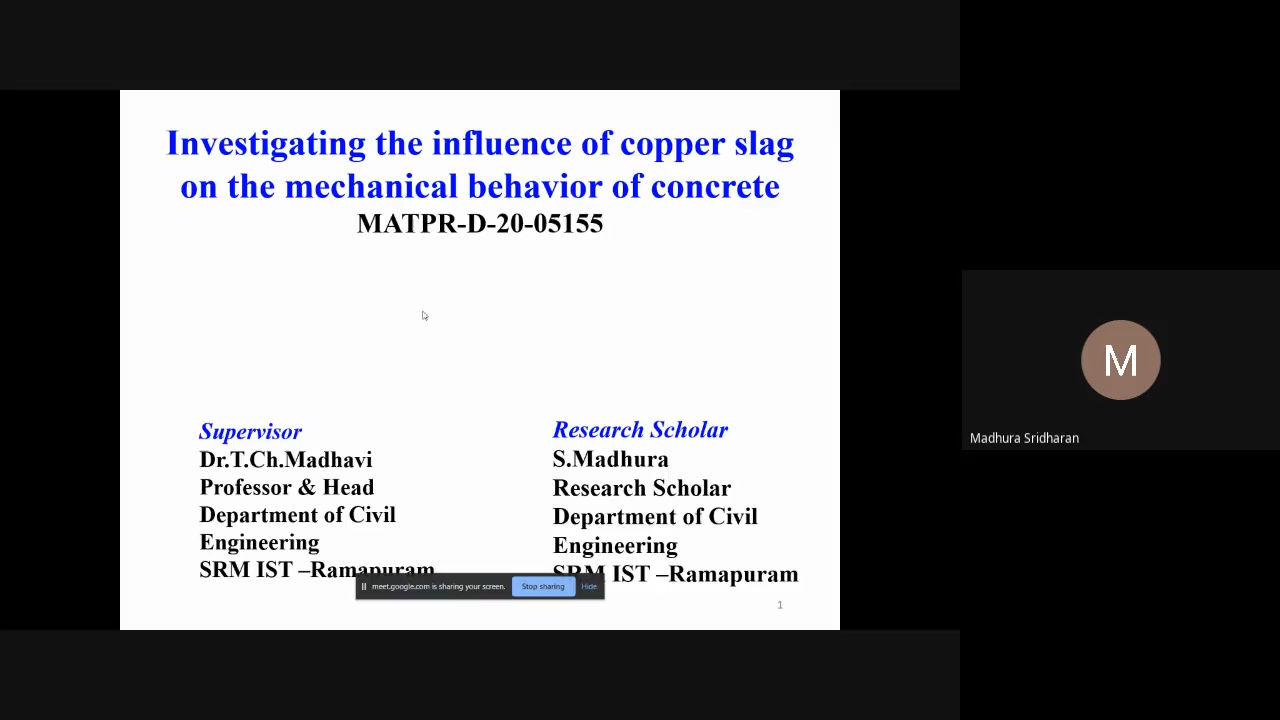 Investigating the influence of copper slag
on the mechanical behavior of concrete
MATPR-D-20-05155
Supervisor
Dr.T.Ch.Madhavi
Professor & Head
Department of Civil
Engineering
SRM IST –Ramapuram
Research Scholar
S.Madhura
Research Scholar
Department of Civil
Engineering
SRM IST –Ramapuram
meet.google.com is sharing your screen. Stop sharing Hide
1
M
Madhura Sridharan